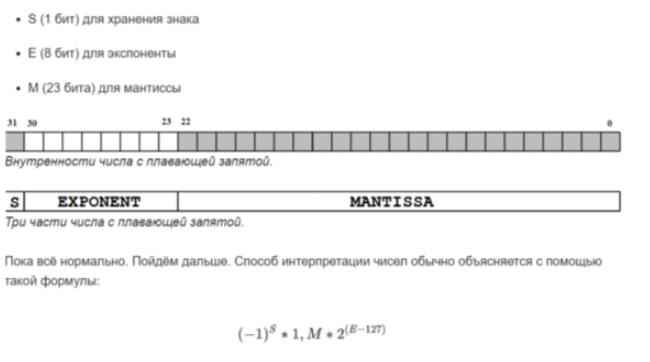 • S (1 бит) для хранения знака
• E (8 бит) для экспоненты
• M (23 бита) для мантиссы
31 30 23 22 0
Внутренности числа с плавающей запятой.
S EXPONENT MANTISSA
Три части числа с плавающей запятой.
Пока всё нормально. Пойдём дальше. Способ интерпретации чисел обычно объясняется с помощью
такой формулы:
(−1)^S * 1, M * 2^(E−127)